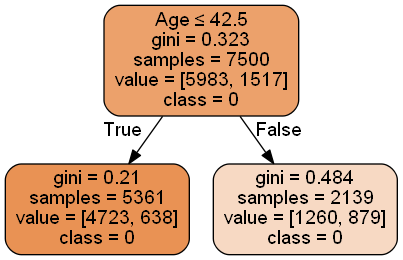 Age ≤ 42.5
gini = 0.323
samples = 7500
value = [5983, 1517]
class = 0
True
False
gini = 0.21
samples = 5361
value = [4723, 638]
class = 0
gini = 0.484
samples = 2139
value = [1260, 879]
class = 0